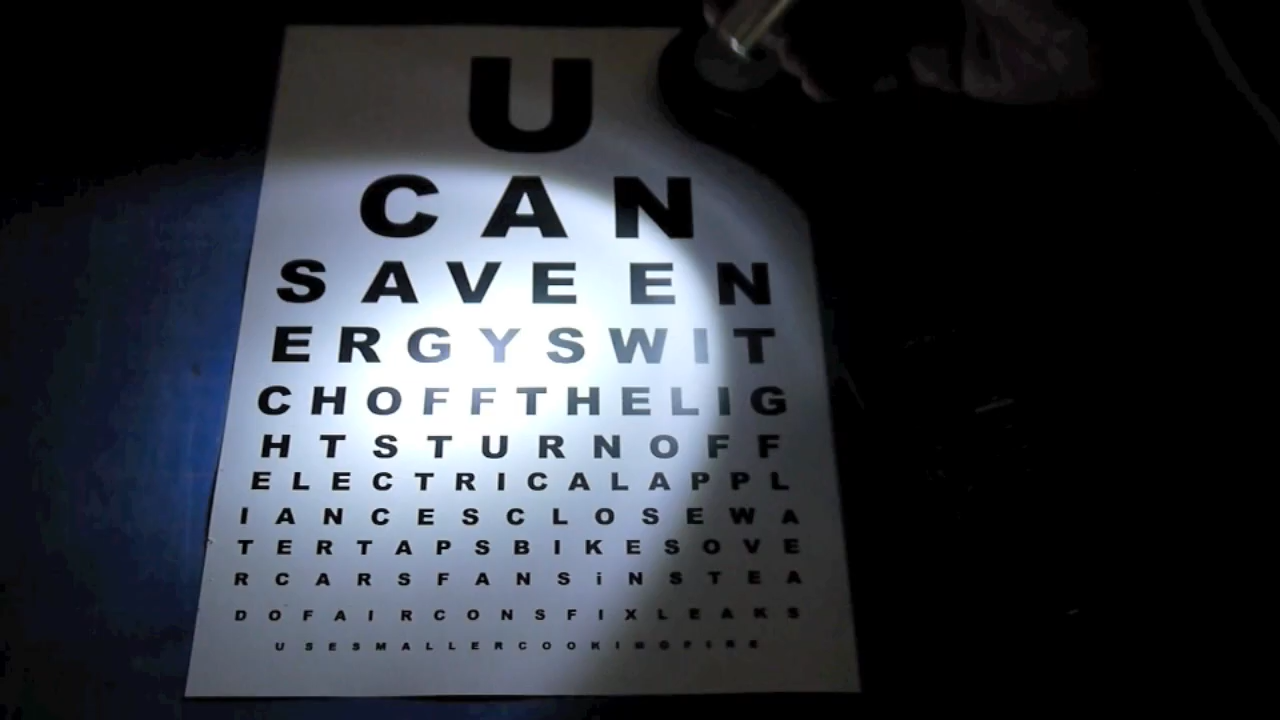 U
CAN
SAVEEN
ERGYSWIT
CHOFFTHELIG
HTSTURNOFF
ELECTRICALAPPL
IANCESCLOSEWA
TERTAPSBIKESOVE
RCARSFANSiNSTEA
DOFAIRCONSFIXLEAKS
USESMALLERCOOKINGFIRE